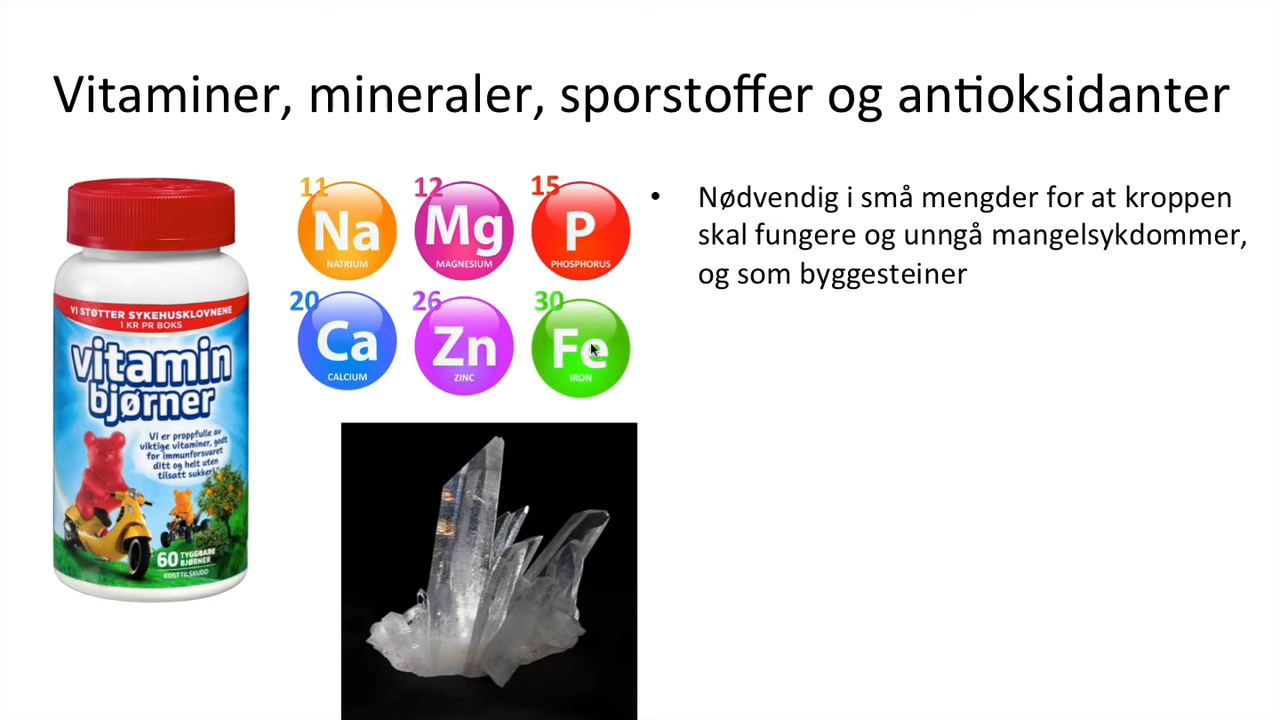 Vitaminer, mineraler, sporstoffer og antioksidanter
VI STØTTER SYKEHUSKLOVNENE
1 KR PR BOKS
vitamin
bjørner
Vi er proppfulle av
viktige vitaminer, godt
for immunforsvaret
ditt og helt uten
tilsatt sukker!
60 TYGGBARE
BJØRNER
KOSTTILSKUDD
11
Na
NATRIUM
12
Mg
MAGNESIUM
15
P
PHOSPHORUS
20
Ca
CALCIUM
26
Zn
ZINC
30
Fe
IRON
• Nødvendig i små mengder for at kroppen
skal fungere og unngå mangelsykdommer,
og som byggesteiner